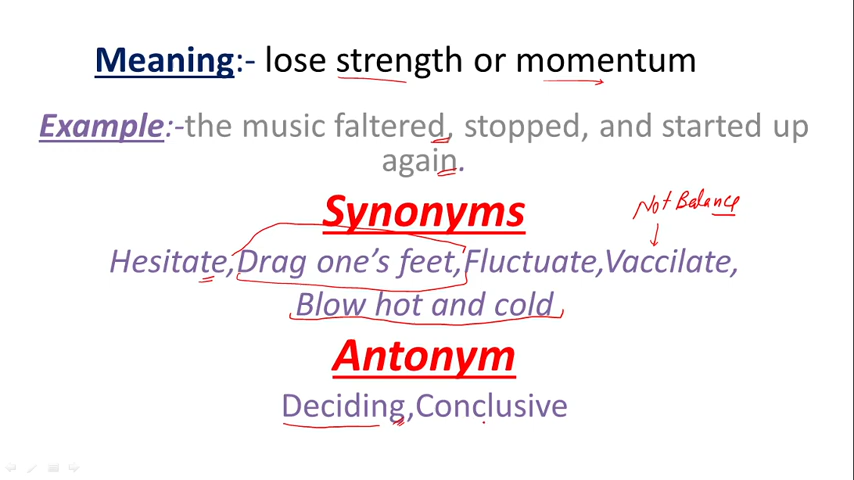 Meaning:- lose strength or momentum
Example:-the music faltered, stopped, and started up
again.
Synonyms
Not Balance
Hesitate,Drag one's feet,Fluctuate,Vaccilate,
Blow hot and cold
Antonym
Deciding,Conclusive